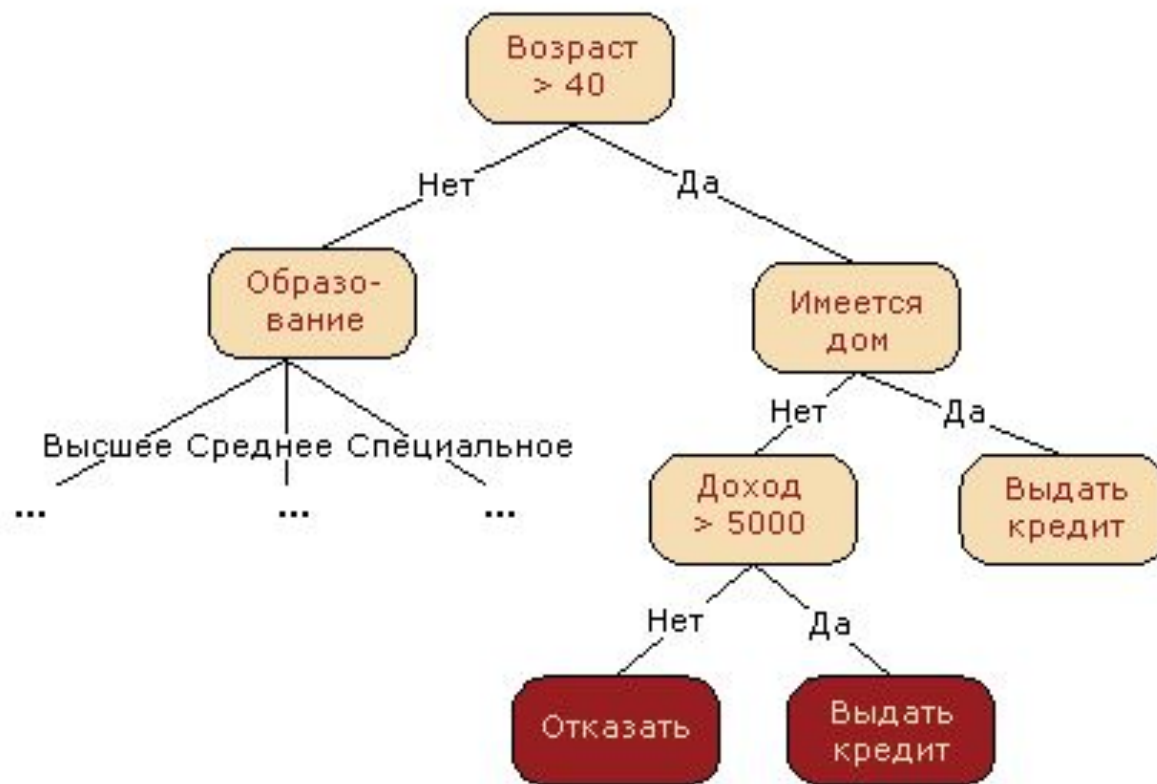 Возраст
> 40
Нет
Да
Образо-
вание
Имеется
дом
Нет
Да
Высшее Среднее Специальное
Доход
> 5000
Выдать
кредит
... ... ...
Нет
Да
Отказать
Выдать
кредит